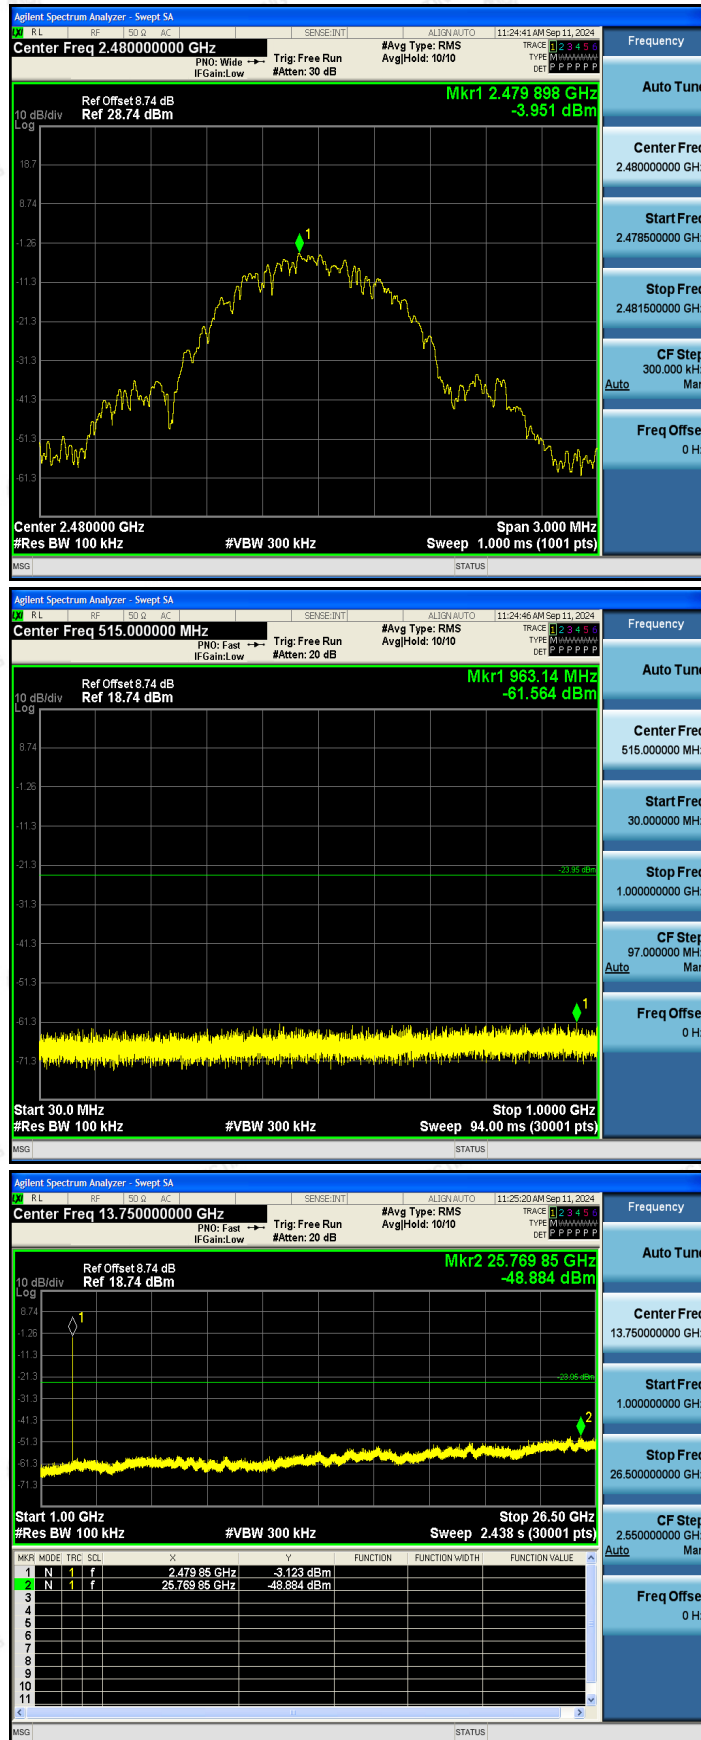 Agilent Spectrum Analyzer - Swept SA
LXI RL RF 50 Ω AC SENSE:INT ALIGNAUTO 11:24:41 AM Sep 11, 2024
Center Freq 2.480000000 GHz #Avg Type: RMS TRACE 1 2 3 4 5 6 Frequency
PNO: Wide Trig: Free Run Avg|Hold: 10/10 TYPE M WWWWW
IFGain:Low #Atten: 30 dB DET P P P P P P
Auto Tune
Mkr1 2.479 898 GHz
Ref Offset 8.74 dB
-3.951 dBm
10 dB/div Ref 28.74 dBm
Log
Center Freq
2.480000000 GHz
18.7
8.74
Start Freq
2.478500000 GHz
-1.26
1
-11.3
Stop Freq
2.481500000 GHz
-21.3
-31.3
CF Step
300.000 kHz
Auto Man
-41.3
-51.3
Freq Offset
0 Hz
-61.3
Center 2.480000 GHz Span 3.000 MHz
#Res BW 100 kHz #VBW 300 kHz Sweep 1.000 ms (1001 pts)
MSG STATUS
Agilent Spectrum Analyzer - Swept SA
LXI RL RF 50 Ω AC SENSE:INT ALIGNAUTO 11:24:46 AM Sep 11, 2024
Center Freq 515.000000 MHz #Avg Type: RMS TRACE 1 2 3 4 5 6 Frequency
PNO: Fast Trig: Free Run Avg|Hold: 10/10 TYPE M WWWWW
IFGain:Low #Atten: 20 dB DET P P P P P P
Auto Tune
Mkr1 963.14 MHz
Ref Offset 8.74 dB
-61.564 dBm
10 dB/div Ref 18.74 dBm
Log
Center Freq
515.000000 MHz
8.74
-1.26
Start Freq
30.000000 MHz
-11.3
-21.3
-23.95 dBm
Stop Freq
1.000000000 GHz
-31.3
-41.3
CF Step
97.000000 MHz
Auto Man
-51.3
1
Freq Offset
0 Hz
-61.3
-71.3
Start 30.0 MHz Stop 1.0000 GHz
#Res BW 100 kHz #VBW 300 kHz Sweep 94.00 ms (30001 pts)
MSG STATUS
Agilent Spectrum Analyzer - Swept SA
LXI RL RF 50 Ω AC SENSE:INT ALIGNAUTO 11:25:20 AM Sep 11, 2024
Center Freq 13.750000000 GHz #Avg Type: RMS TRACE 1 2 3 4 5 6 Frequency
PNO: Fast Trig: Free Run Avg|Hold: 10/10 TYPE M WWWWW
IFGain:Low #Atten: 20 dB DET P P P P P P
Auto Tune
Mkr2 25.769 85 GHz
Ref Offset 8.74 dB
-48.884 dBm
10 dB/div Ref 18.74 dBm
Log
8.74
1
Center Freq
13.750000000 GHz
-1.26
-11.3
-21.3
Start Freq
1.000000000 GHz
-31.3
-41.3
2
-51.3
Stop Freq
26.500000000 GHz
-61.3
-71.3
Start 1.00 GHz Stop 26.50 GHz
#Res BW 100 kHz #VBW 300 kHz Sweep 2.438 s (30001 pts)
CF Step
2.550000000 GHz
Auto Man
MKR MODE TRC SCL X Y FUNCTION FUNCTION WIDTH FUNCTION VALUE
1 N 1 f 2.479 85 GHz -3.123 dBm
2 N 1 f 25.769 85 GHz -48.884 dBm
3
4
5
Freq Offset
0 Hz
6
7
8
9
10
11
MSG STATUS